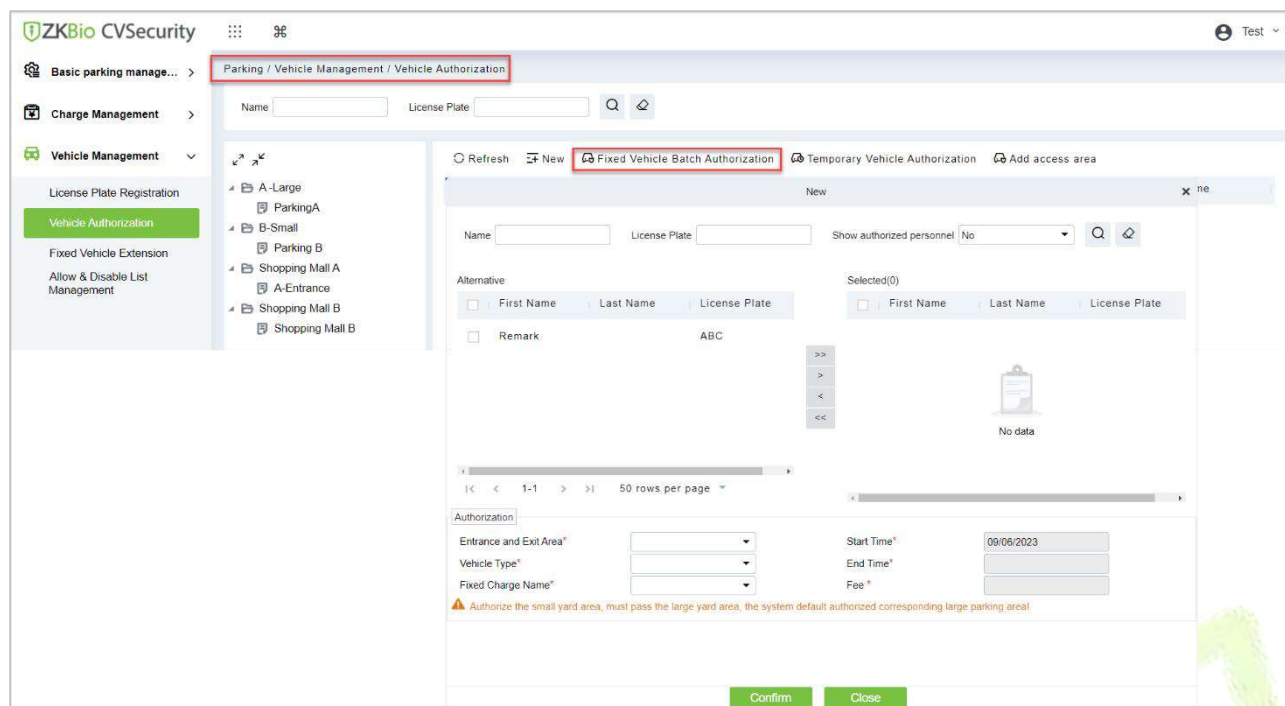 ZKBio CVSecurity
Test
Basic parking manage...
Charge Management
Vehicle Management
License Plate Registration
Vehicle Authorization
Fixed Vehicle Extension
Allow & Disable List
Management
Parking / Vehicle Management / Vehicle Authorization
Name License Plate
A-Large
ParkingA
B-Small
Parking B
Shopping Mall A
A-Entrance
Shopping Mall B
Shopping Mall B
Refresh New Fixed Vehicle Batch Authorization Temporary Vehicle Authorization Add access area
New × me
Name License Plate Show authorized personnel No
Alternative Selected(0)
First Name Last Name License Plate First Name Last Name License Plate
Remark ABC
>>
>
<
<<
No data
|< < 1-1 > >| 50 rows per page
Authorization
Entrance and Exit Area* Start Time* 09/06/2023
Vehicle Type* End Time*
Fixed Charge Name* Fee *
Authorize the small yard area, must pass the large yard area, the system default authorized corresponding large parking area!
Confirm Close